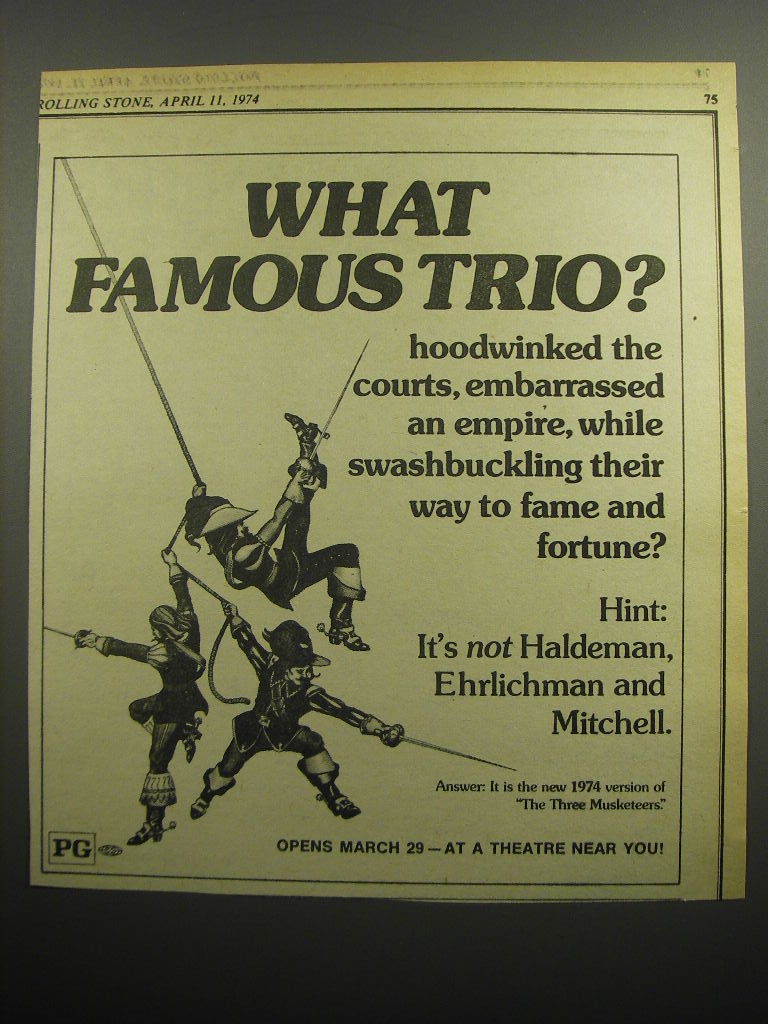 ROLLING STONE, APRIL 11, 1974
75
WHAT
FAMOUS TRIO?
hoodwinked the
courts, embarrassed
an empire, while
swashbuckling their
way to fame and
fortune?
Hint:
It's not Haldeman,
Ehrlichman and
Mitchell.
Answer: It is the new 1974 version of
"The Three Musketeers."
PG
OPENS MARCH 29 — AT A THEATRE NEAR YOU!